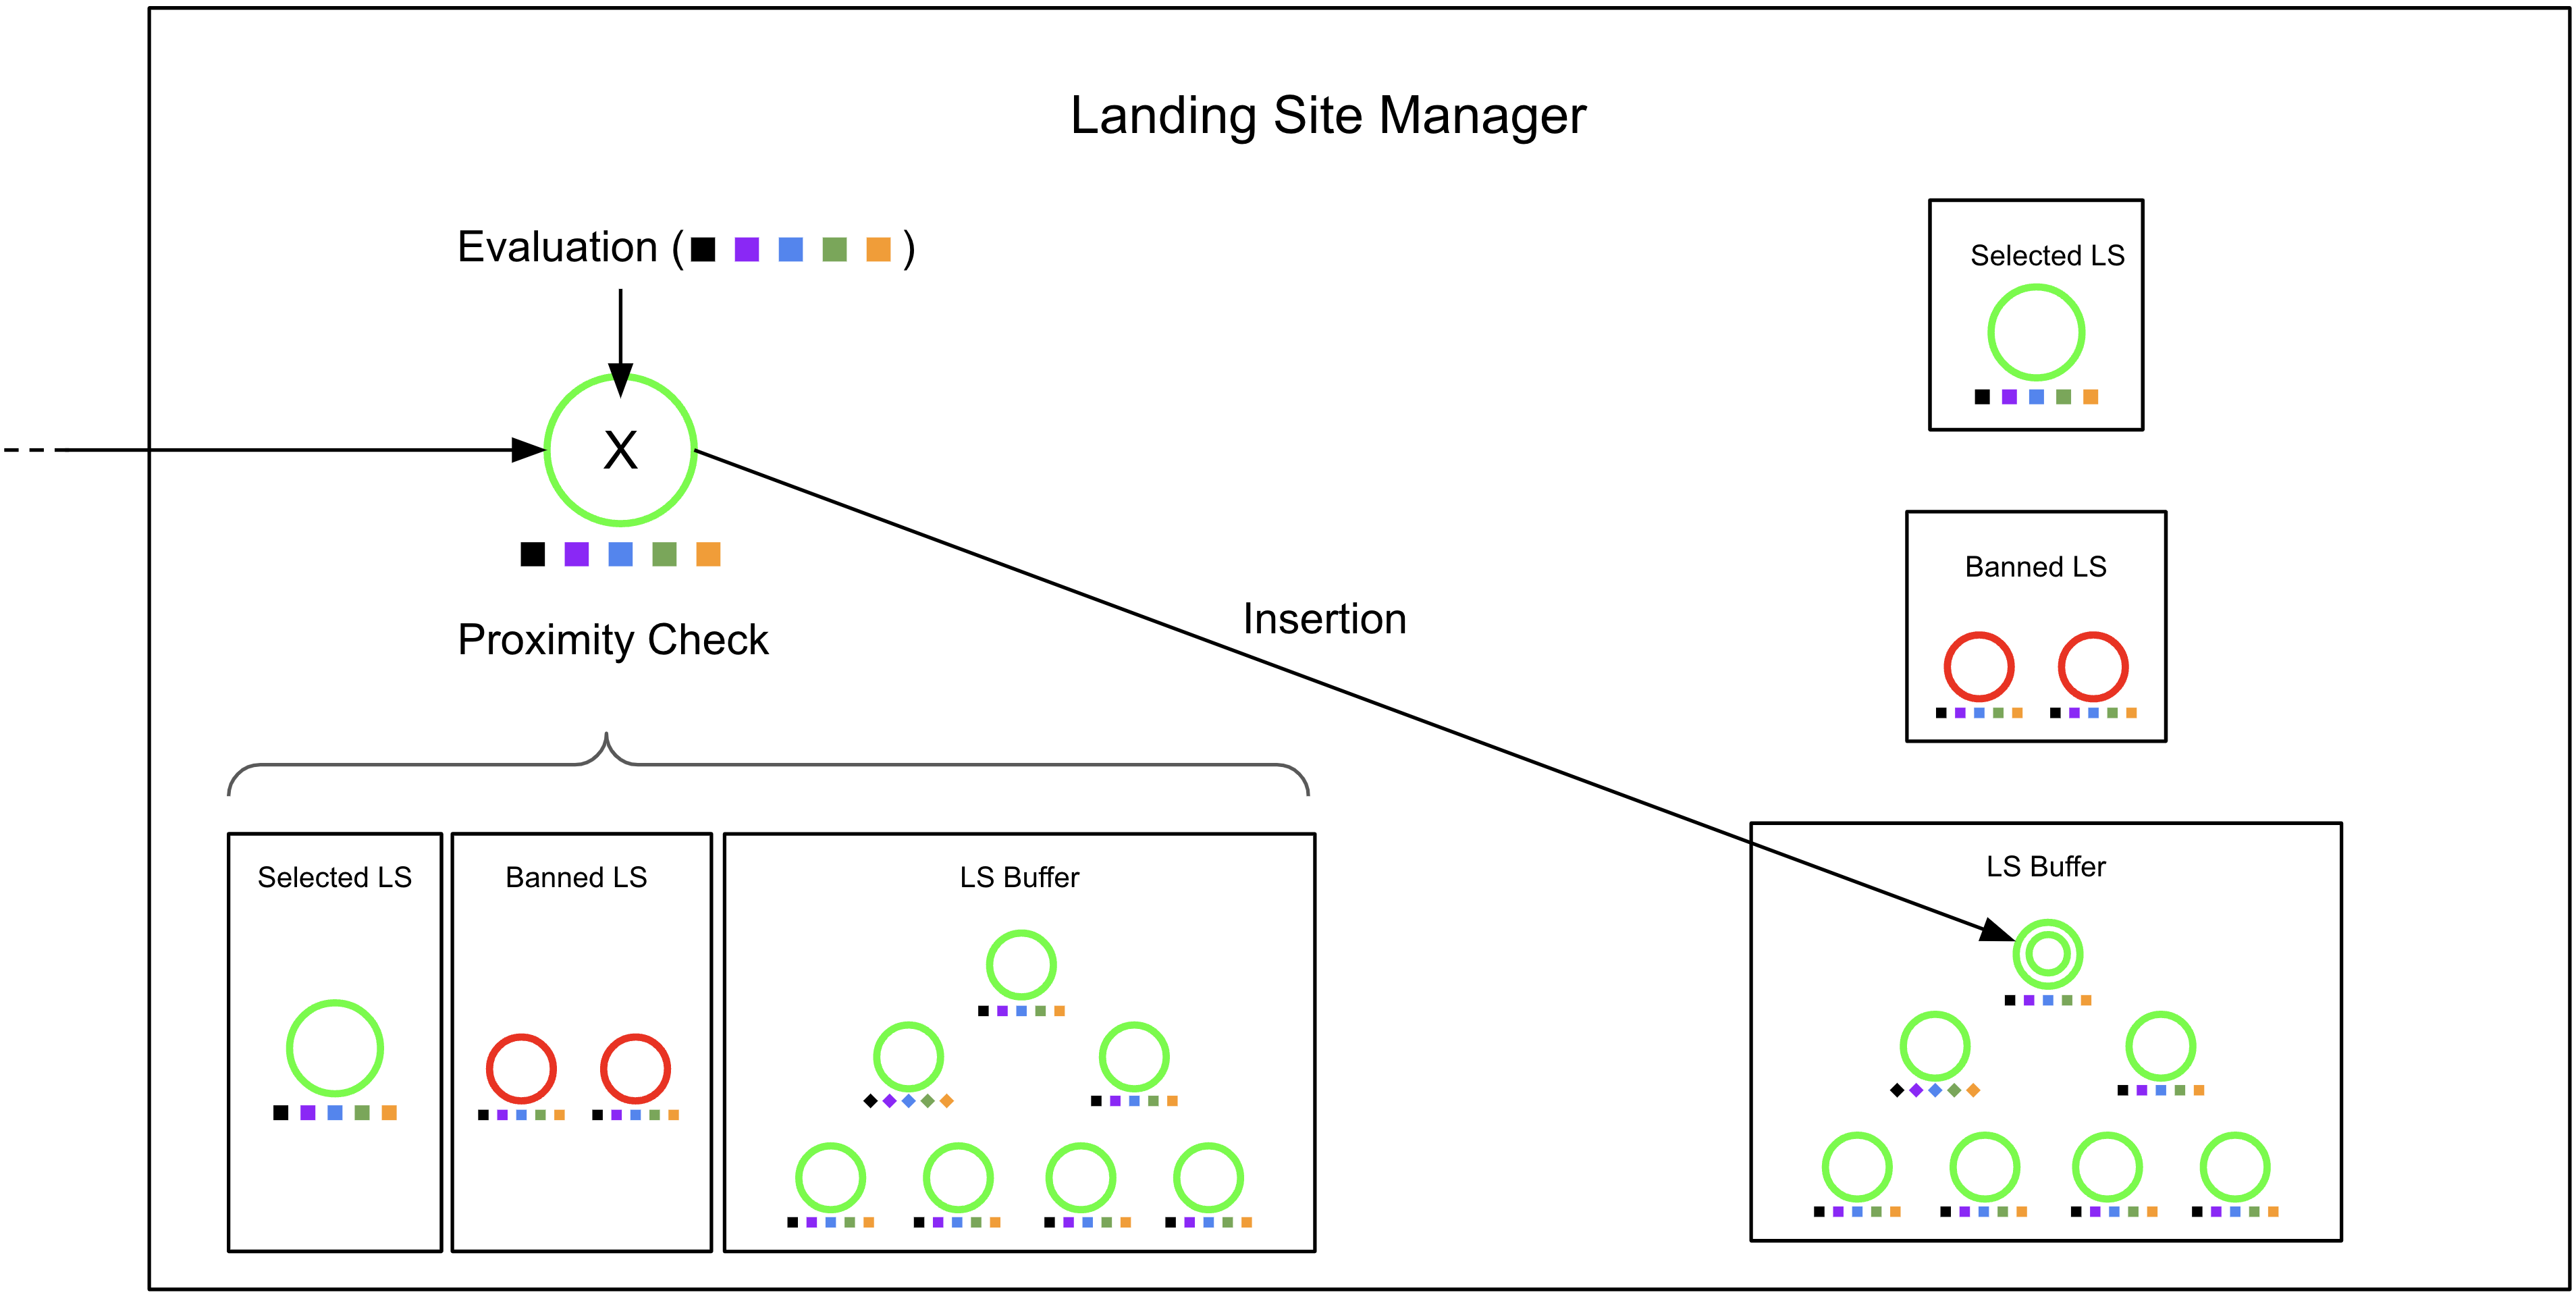 Landing Site Manager
Evaluation ( )
X
Proximity Check
Insertion
Selected LS
Banned LS
LS Buffer
Selected LS
Banned LS
LS Buffer